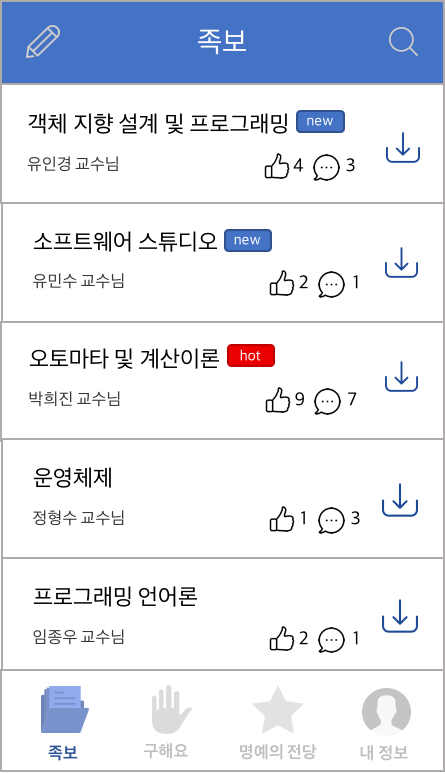 족보
객체 지향 설계 및 프로그래밍 new
유인경 교수님 4 3
소프트웨어 스튜디오 new
유민수 교수님 2 1
오토마타 및 계산이론 hot
박희진 교수님 9 7
운영체제
정형수 교수님 1 3
프로그래밍 언어론
임종우 교수님 2 1
족보 구해요 명예의 전당 내 정보